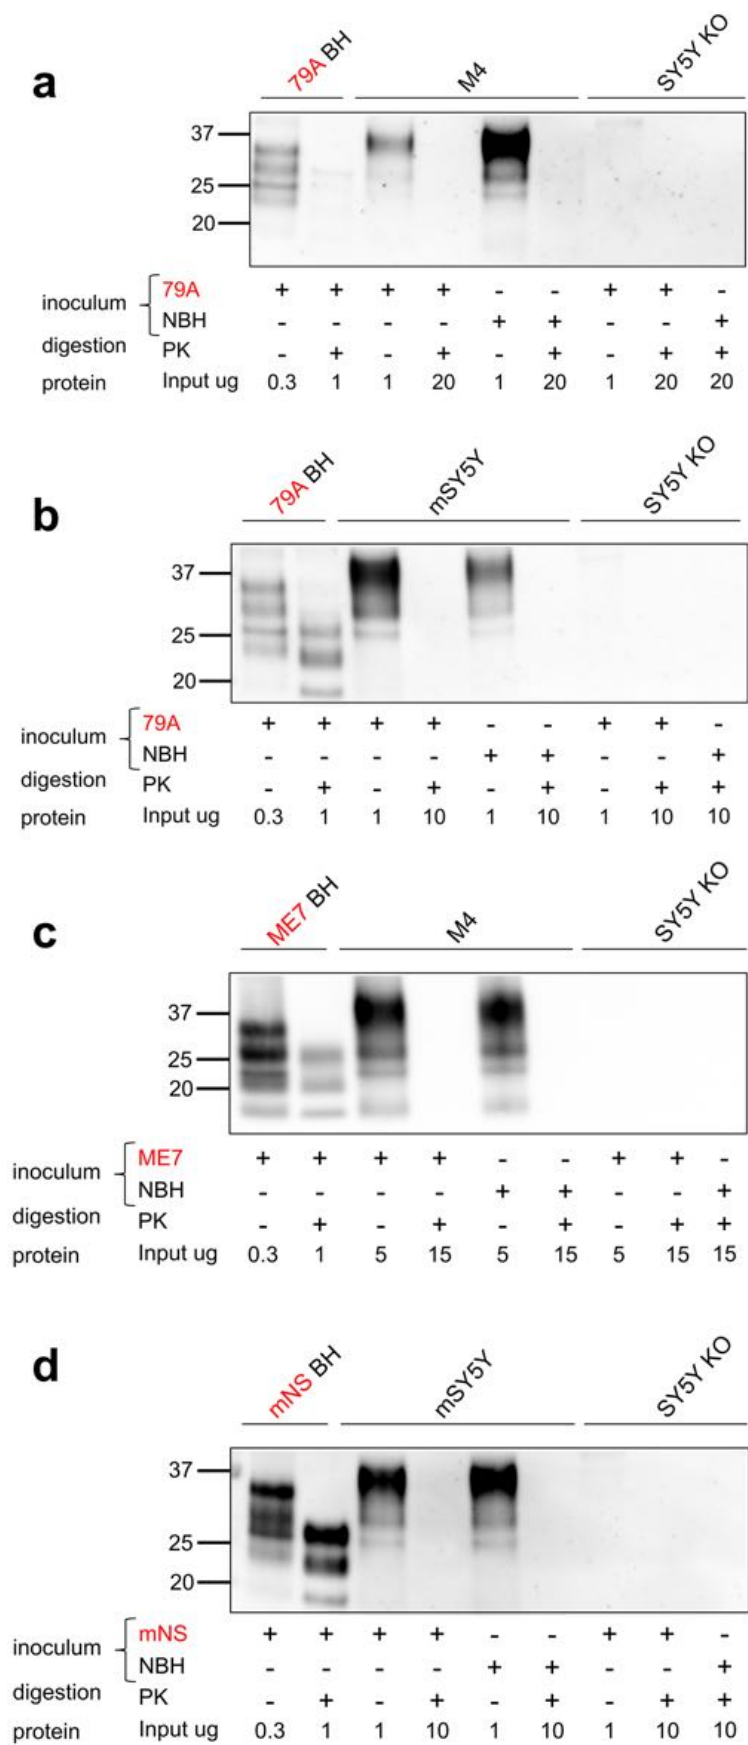 a
79A BH M4 SY5Y KO
37
25
20
inoculum
79A + + + + - - + + -
NBH - - - - + + - - +
digestion PK - + - + - + - + +
protein Input ug 0.3 1 1 20 1 20 1 20 20
b
79A BH mSY5Y SY5Y KO
37
25
20
inoculum
79A + + + + - - + + -
NBH - - - - + + - - +
digestion PK - + - + - + - + +
protein Input ug 0.3 1 1 10 1 10 1 10 10
c
ME7 BH M4 SY5Y KO
37
25
20
inoculum
ME7 + + + + - - + + -
NBH - - - - + + - - +
digestion PK - + - + - + - + +
protein Input ug 0.3 1 5 15 5 15 5 15 15
d
mNS BH mSY5Y SY5Y KO
37
25
20
inoculum
mNS + + + + - - + + -
NBH - - - - + + - - +
digestion PK - + - + - + - + +
protein Input ug 0.3 1 1 10 1 10 1 10 10